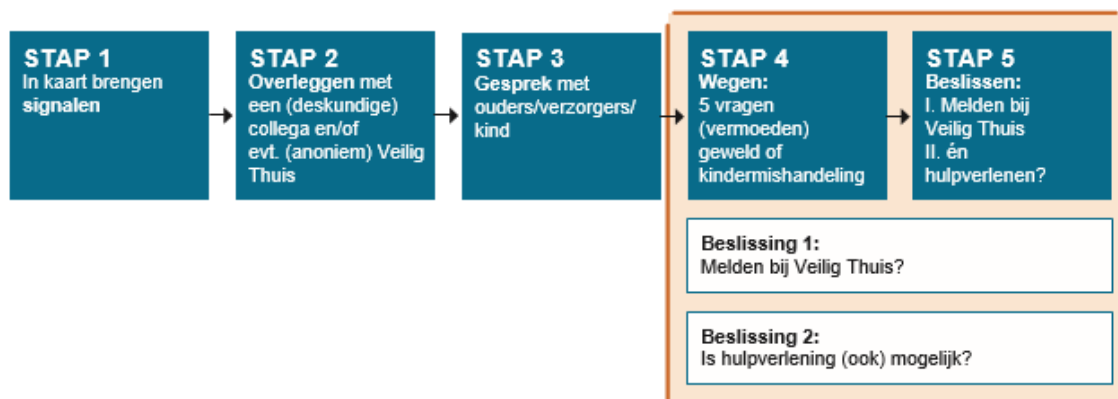 STAP 1
In kaart brengen
signalen
STAP 2
Overleggen met
een (deskundige)
collega en/of
evt. (anoniem) Veilig
Thuis
STAP 3
Gesprek met
ouders/verzorgers/
kind
STAP 4
Wegen:
5 vragen
(vermoeden)
geweld of
kindermishandeling
STAP 5
Beslissen:
I. Melden bij
Veilig Thuis
II. én
hulpverlenen?
Beslissing 1:
Melden bij Veilig Thuis?
Beslissing 2:
Is hulpverlening (ook) mogelijk?